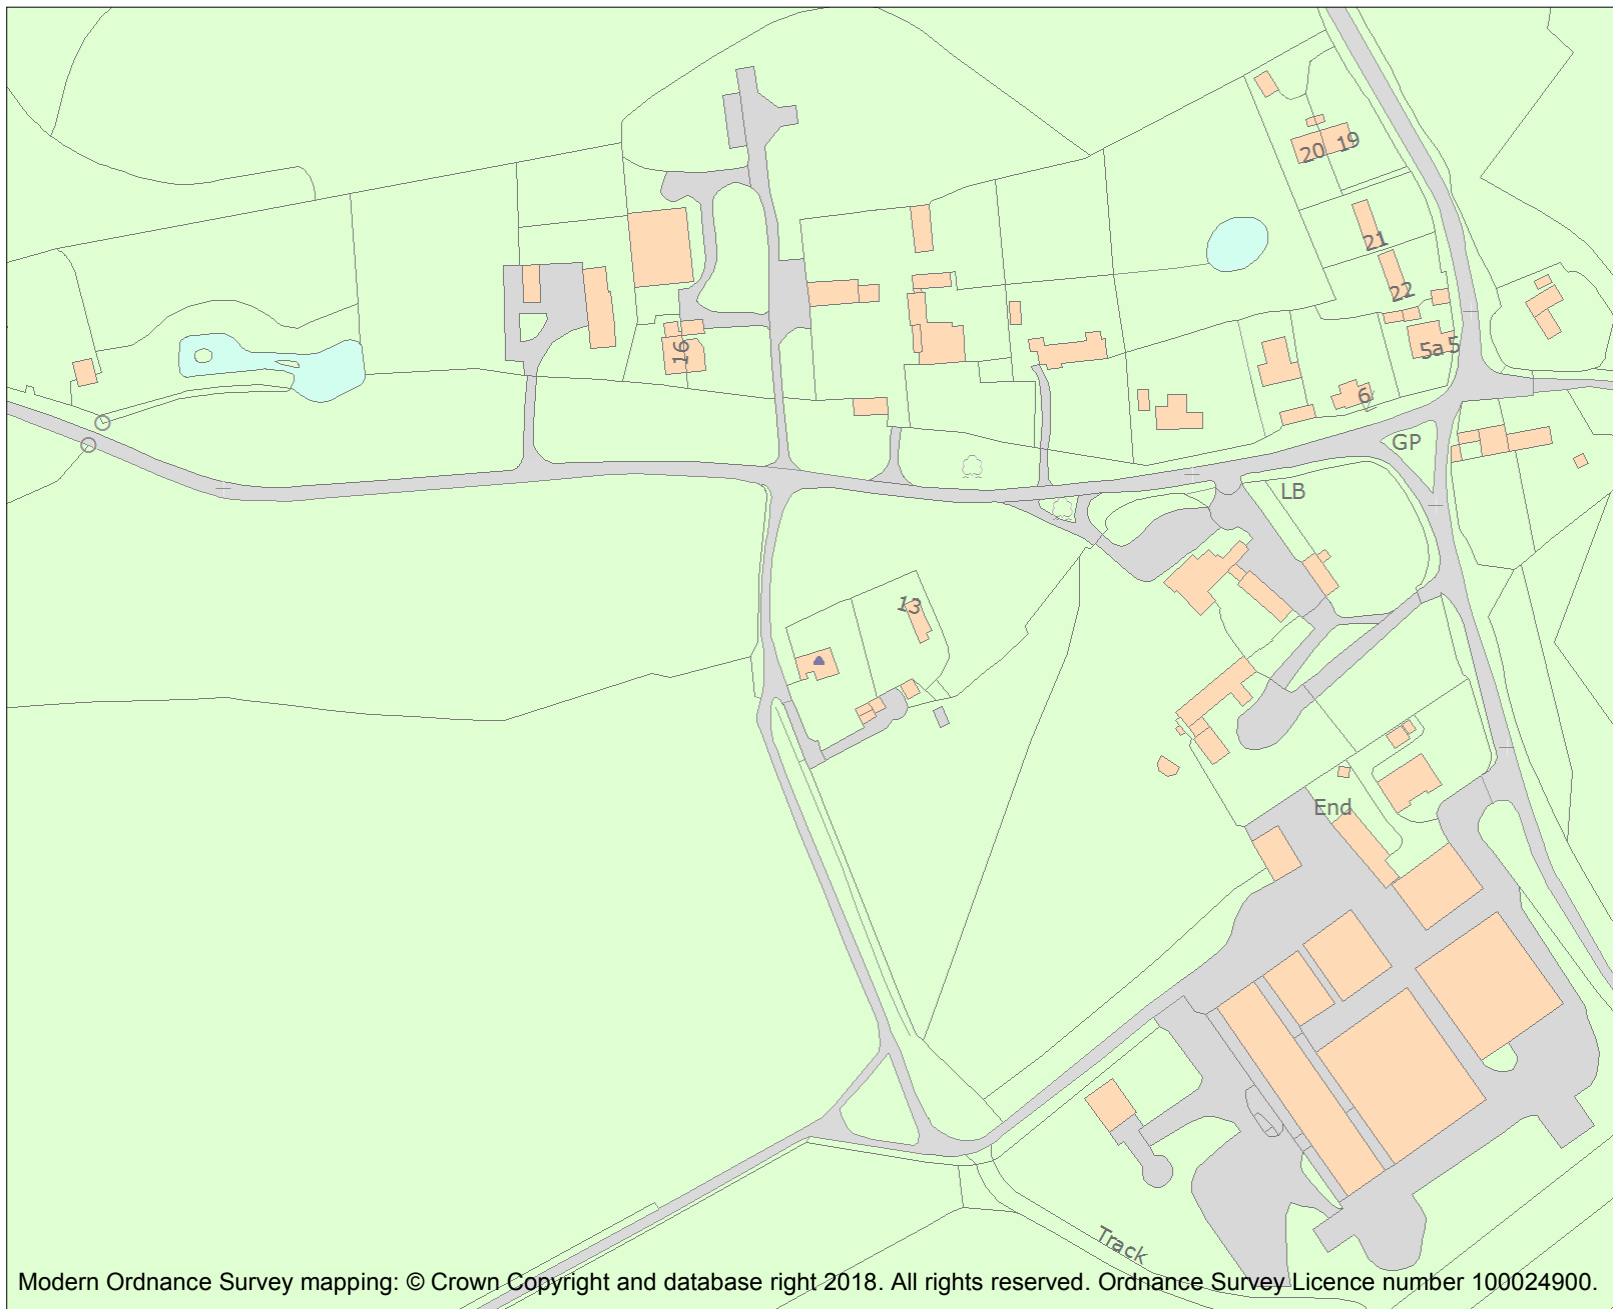 20 19
21
22
16
5a 5
6
GP
LB
13
End
Track
Modern Ordnance Survey mapping: © Crown Copyright and database right 2018. All rights reserved. Ordnance Survey Licence number 100024900.